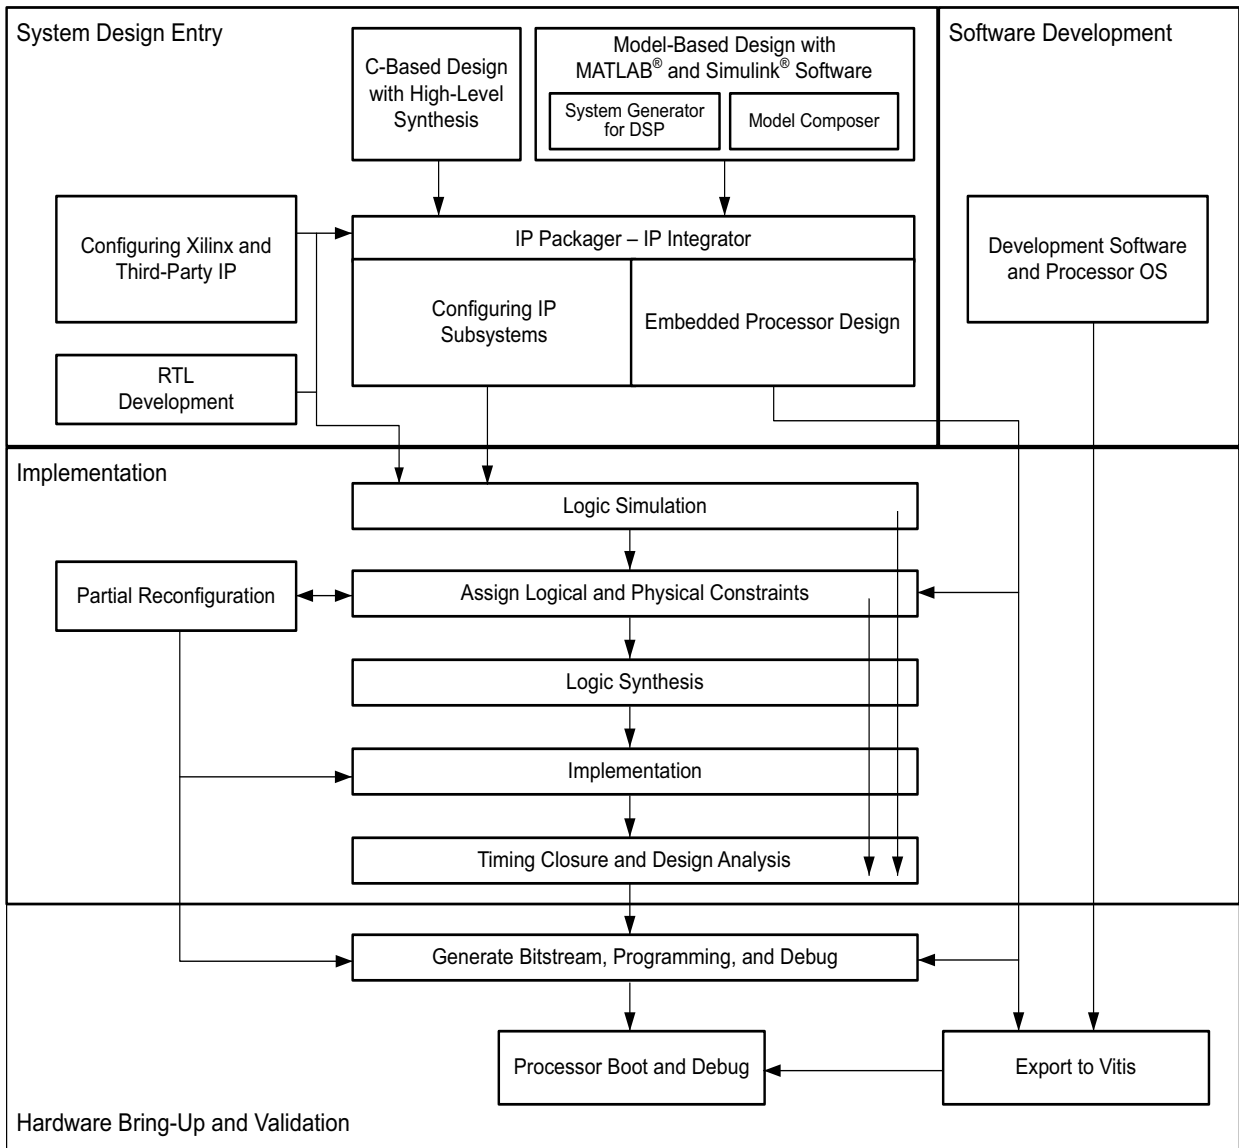 System Design Entry
C-Based Design
with High-Level
Synthesis
Model-Based Design with
MATLAB® and Simulink® Software
System Generator
for DSP
Model Composer
Software Development
Configuring Xilinx and
Third-Party IP
IP Packager – IP Integrator
Configuring IP
Subsystems
Embedded Processor Design
Development Software
and Processor OS
RTL
Development
Implementation
Logic Simulation
Partial Reconfiguration
Assign Logical and Physical Constraints
Logic Synthesis
Implementation
Timing Closure and Design Analysis
Generate Bitstream, Programming, and Debug
Processor Boot and Debug
Export to Vitis
Hardware Bring-Up and Validation